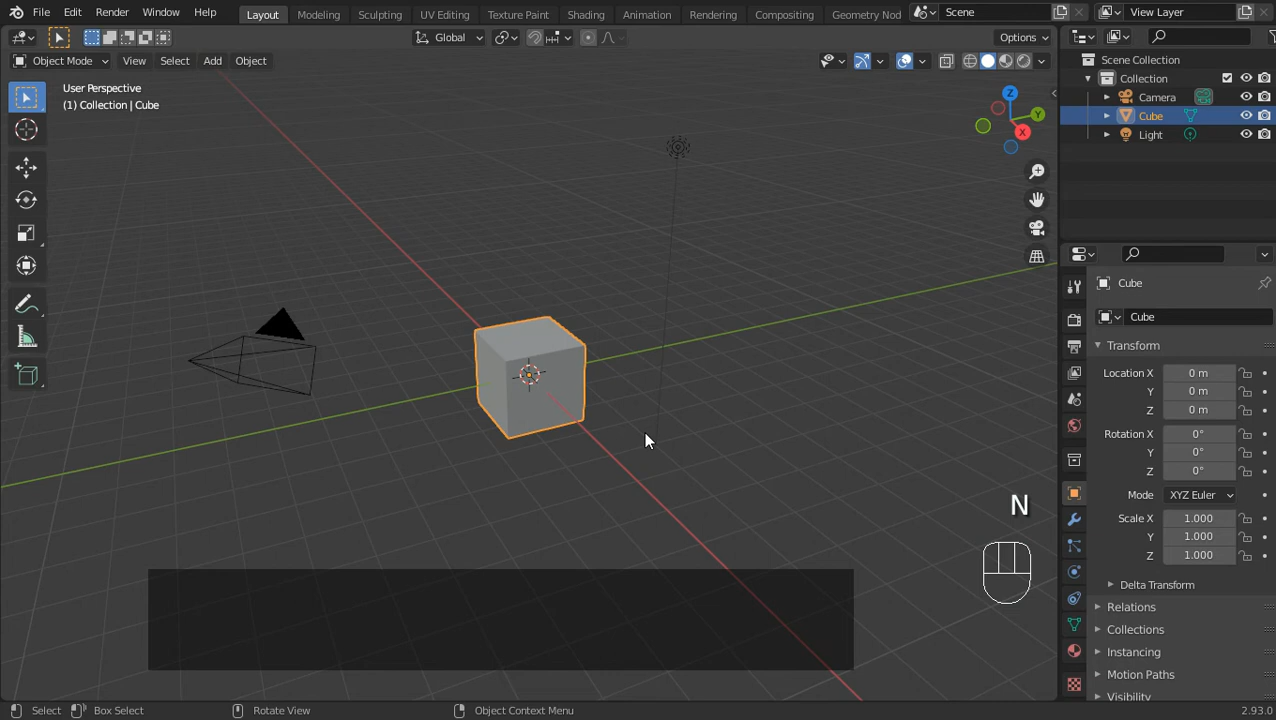 File Edit Render Window Help Layout Modeling Sculpting UV Editing Texture Paint Shading Animation Rendering Compositing Geometry Nod Scene View Layer
Global Options
Object Mode View Select Add Object
User Perspective
(1) Collection | Cube
Z
Y
X
N
Scene Collection
Collection
Camera
Cube
Light
Cube
Cube
Transform
Location X 0 m
Y 0 m
Z 0 m
Rotation X 0°
Y 0°
Z 0°
Mode XYZ Euler
Scale X 1.000
Y 1.000
Z 1.000
Delta Transform
Relations
Collections
Instancing
Motion Paths
Visibility
Select Box Select Rotate View Object Context Menu 2.93.0